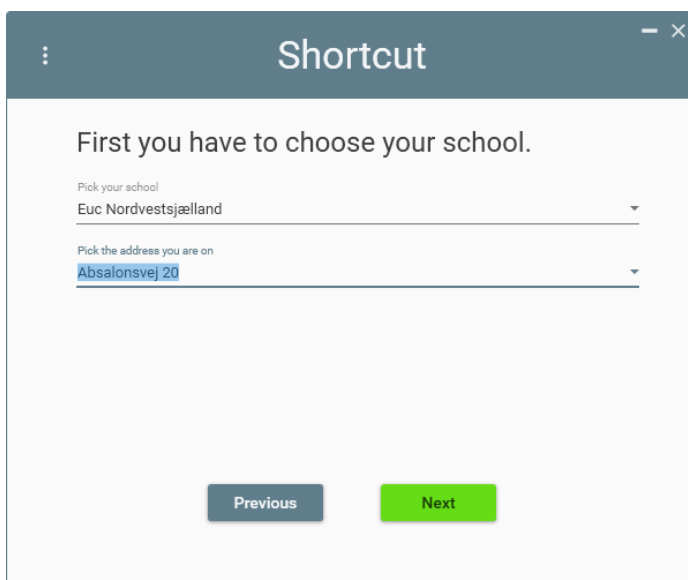 Shortcut
First you have to choose your school.
Pick your school
Euc Nordvestsjælland
Pick the address you are on
Absalonsvej 20
Previous
Next